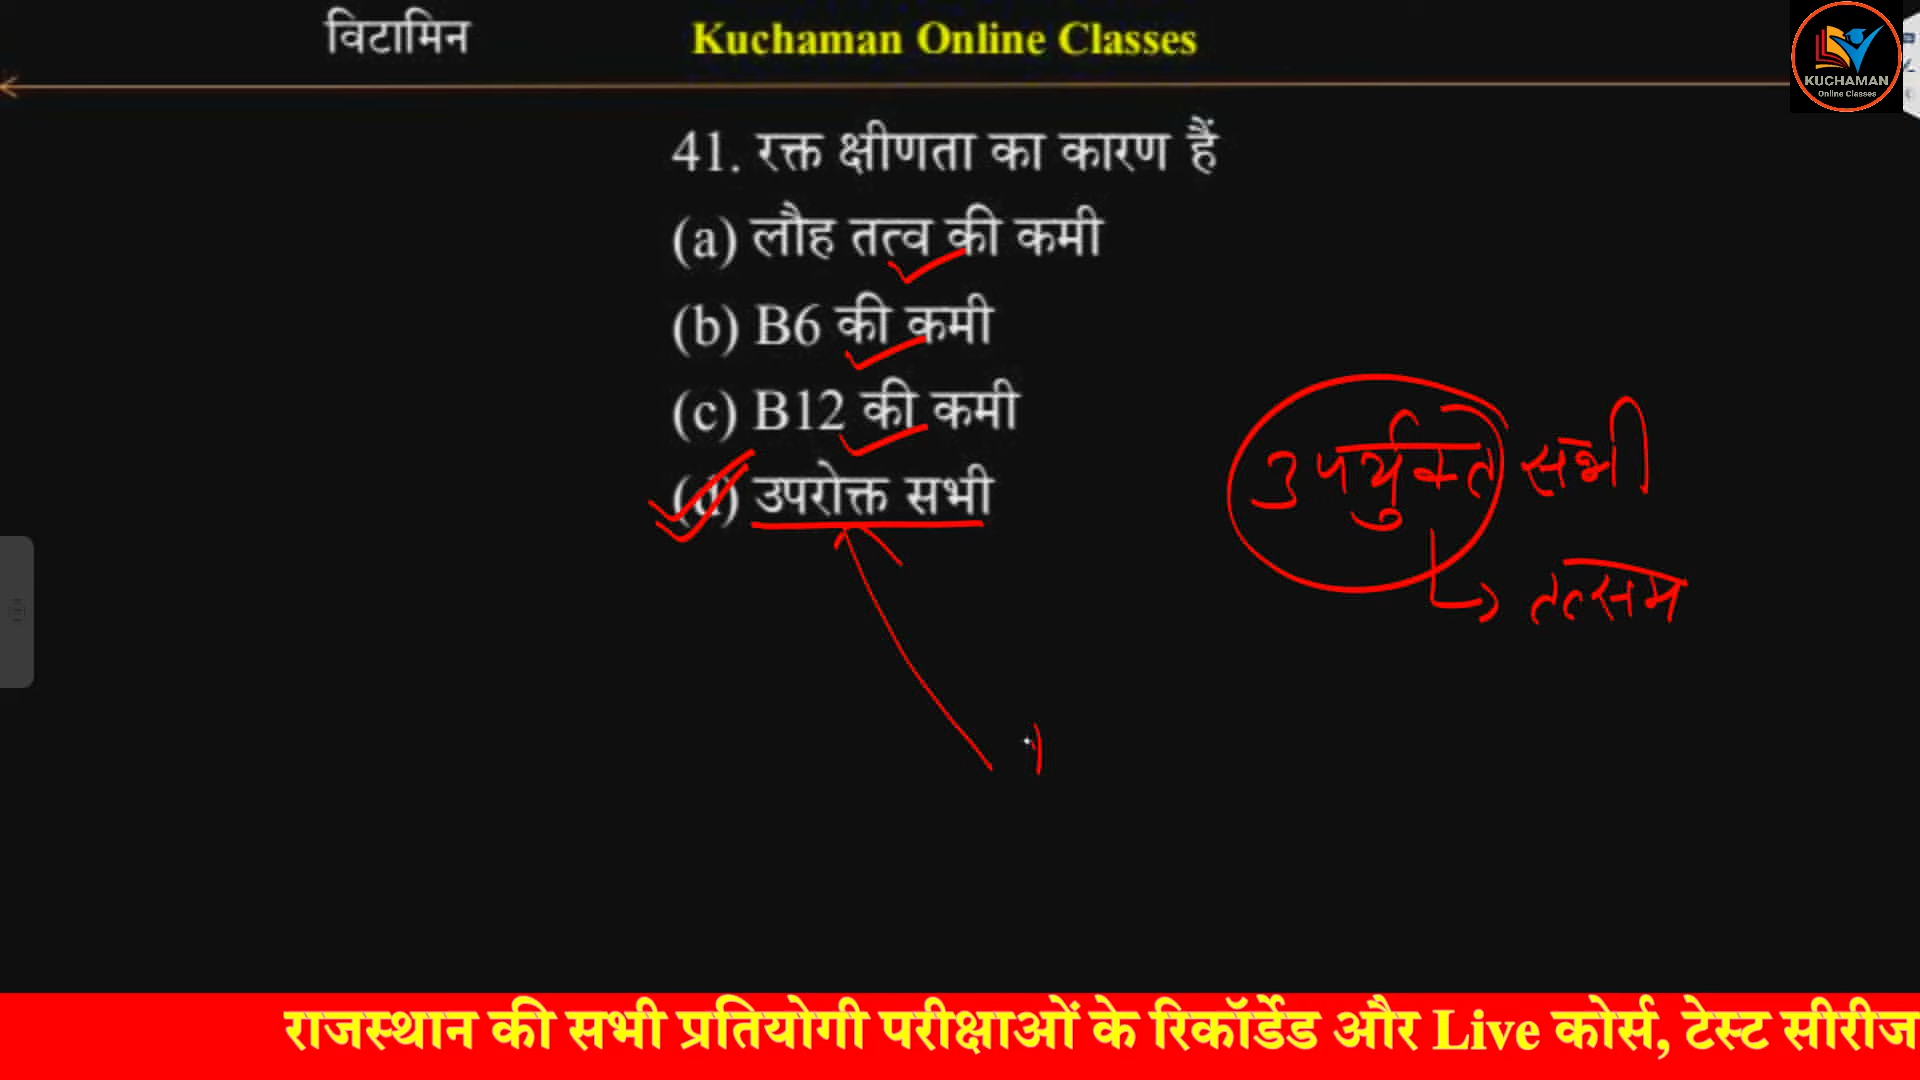 विटामिन
Kuchaman Online Classes
KUCHAMAN
Online Classes
41. रक्त क्षीणता का कारण हैं
(a) लौह तत्व की कमी
(b) B6 की कमी
(c) B12 की कमी
(d) उपरोक्त सभी
उपर्युक्त सभी
तत्सम
राजस्थान की सभी प्रतियोगी परीक्षाओं के रिकॉर्डेड और Live कोर्स, टेस्ट सीरीज